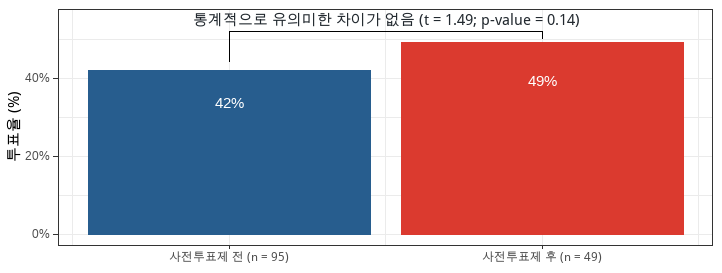 통계적으로 유의미한 차이가 없음 (t = 1.49; p-value = 0.14)
투표율 (%)
40%
20%
0%
42%
49%
사전투표제 전 (n = 95)
사전투표제 후 (n = 49)